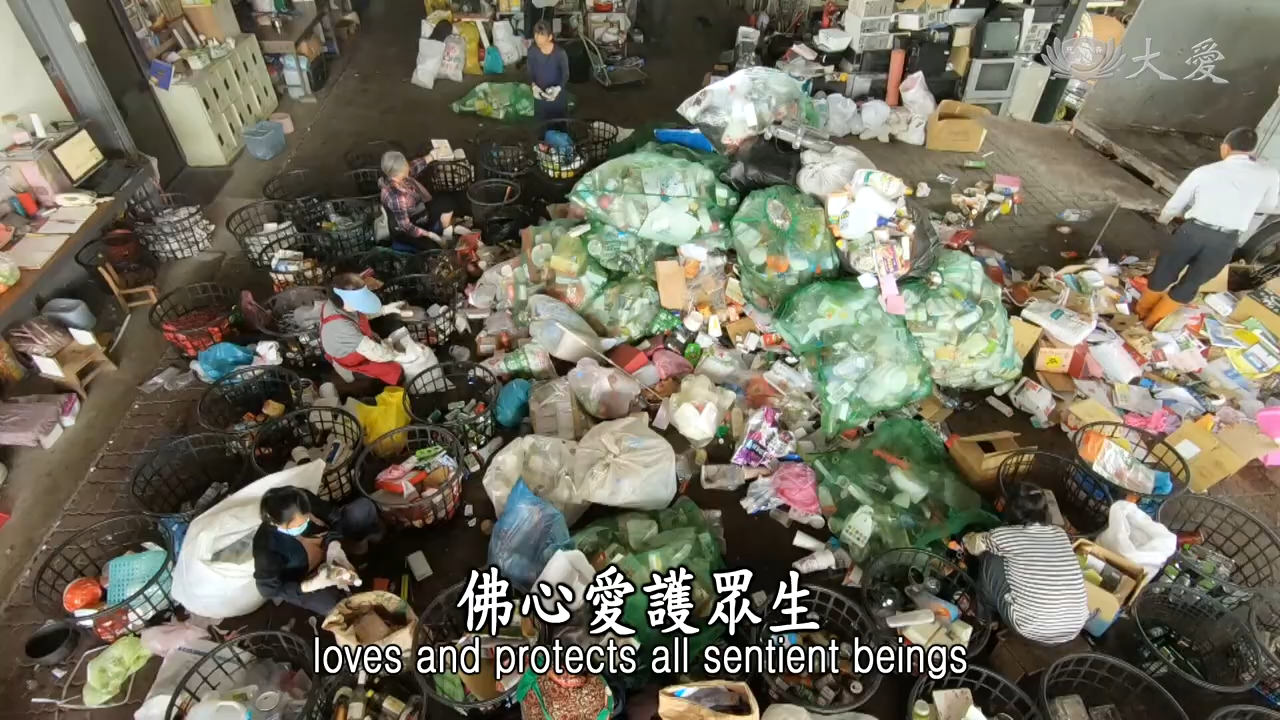 大愛
佛心愛護眾生
loves and protects all sentient beings